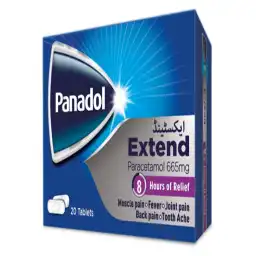 Panadol
ایکسٹینڈ
Extend
Paracetamol 665mg
8 Hours of Relief
Muscle pain • Fever • Joint pain
Back pain • Tooth Ache
20 Tablets